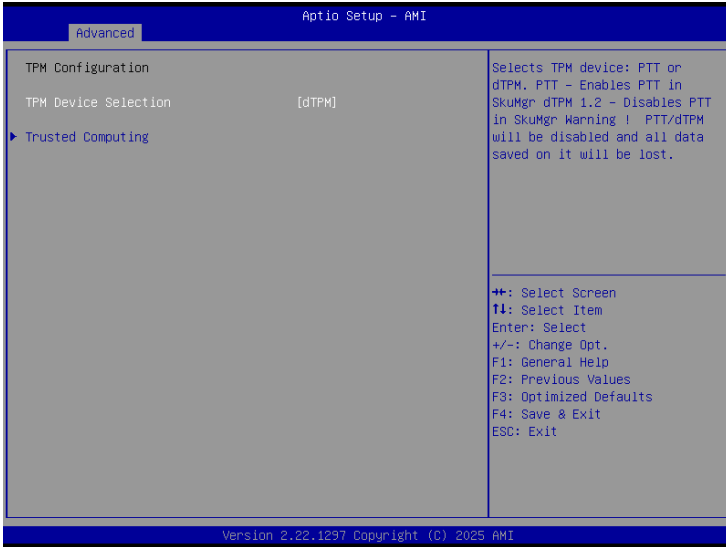 Aptio Setup - AMI
Advanced
TPM Configuration
TPM Device Selection [dTPM]
Trusted Computing
Selects TPM device: PTT or
dTPM. PTT - Enables PTT in
SkuMgr dTPM 1.2 - Disables PTT
in SkuMgr Warning ! PTT/dTPM
will be disabled and all data
saved on it will be lost.
→←: Select Screen
↑↓: Select Item
Enter: Select
+/-: Change Opt.
F1: General Help
F2: Previous Values
F3: Optimized Defaults
F4: Save & Exit
ESC: Exit
Version 2.22.1297 Copyright (C) 2025 AMI